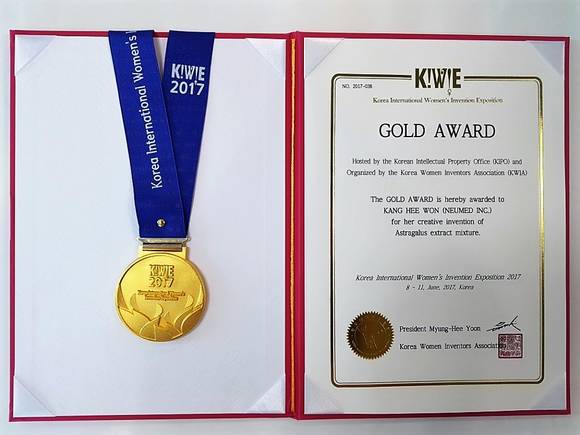 Korea International Women's
K!W!E
2017
K!W!E
2017
K!W!E
NO. 2017-038
Korea International Women's Invention Exposition
GOLD AWARD
Hosted by the Korean Intellectual Property Office (KIPO) and
Organized by the Korea Women Inventors Association (KWIA)
The GOLD AWARD is hereby awarded to
KANG HEE WON (NEUMED INC.)
for her creative invention of
Astragalus extract mixture.
Korea International Women's Invention Exposition 2017
8 - 11, June, 2017, Korea
President Myung-Hee Yoon
Korea Women Inventors Association